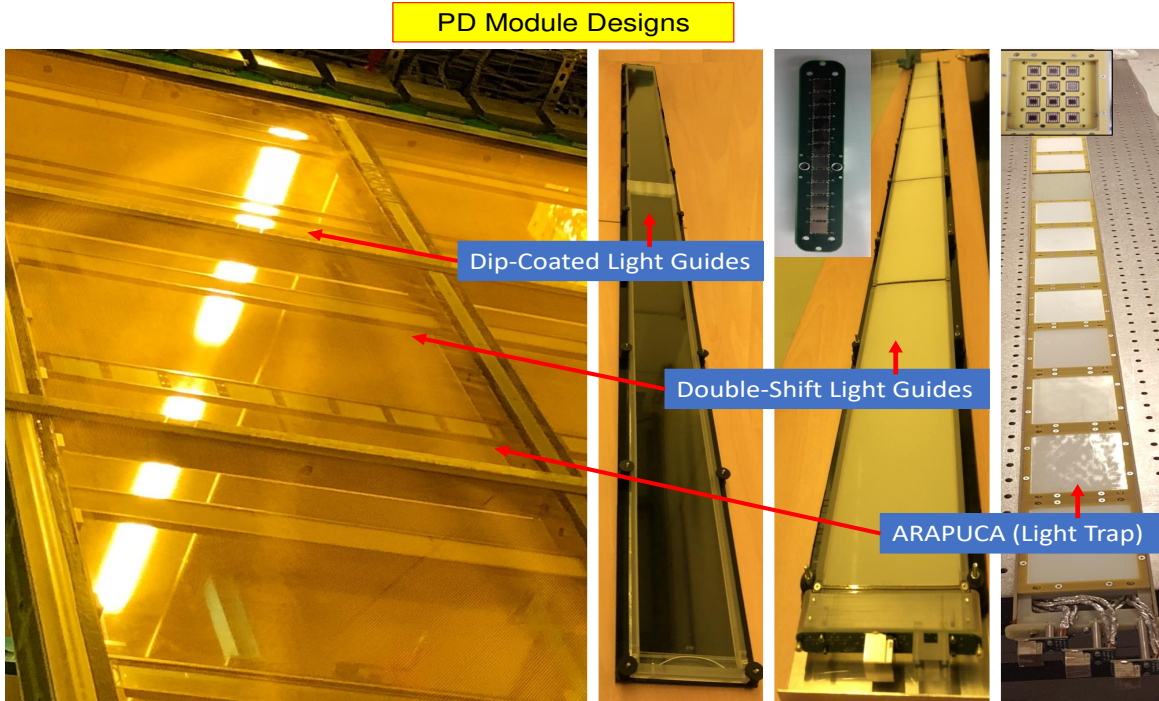 PD Module Designs
Dip-Coated Light Guides
Double-Shift Light Guides
ARAPUCA (Light Trap)